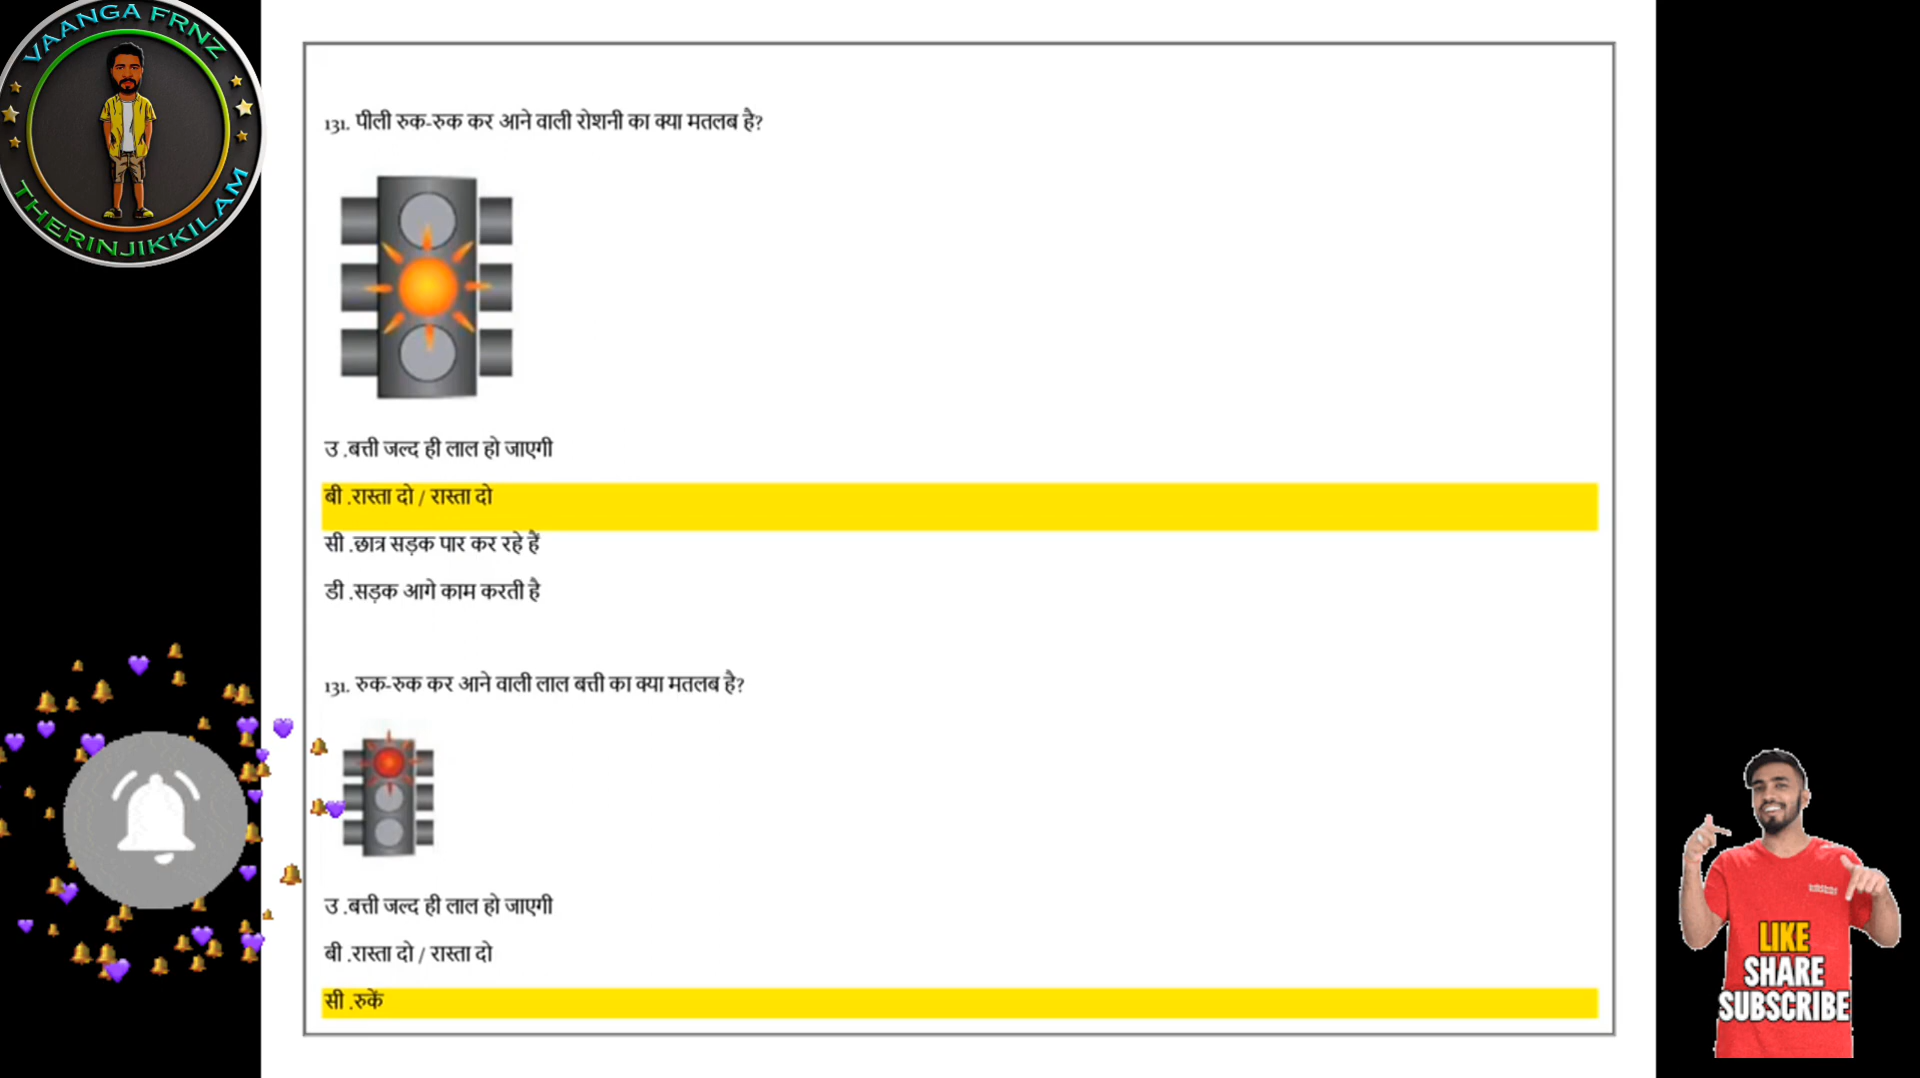 VAANGA FRNZ
THERINJIKKILAM
131. पीली रुक-रुक कर आने वाली रोशनी का क्या मतलब है?
उ .बत्ती जल्द ही लाल हो जाएगी
बी .रास्ता दो / रास्ता दो
सी .छात्र सड़क पार कर रहे हैं
डी .सड़क आगे काम करती है
131. रुक-रुक कर आने वाली लाल बत्ती का क्या मतलब है?
उ .बत्ती जल्द ही लाल हो जाएगी
बी .रास्ता दो / रास्ता दो
सी .रुकें
LIKE
SHARE
SUBSCRIBE